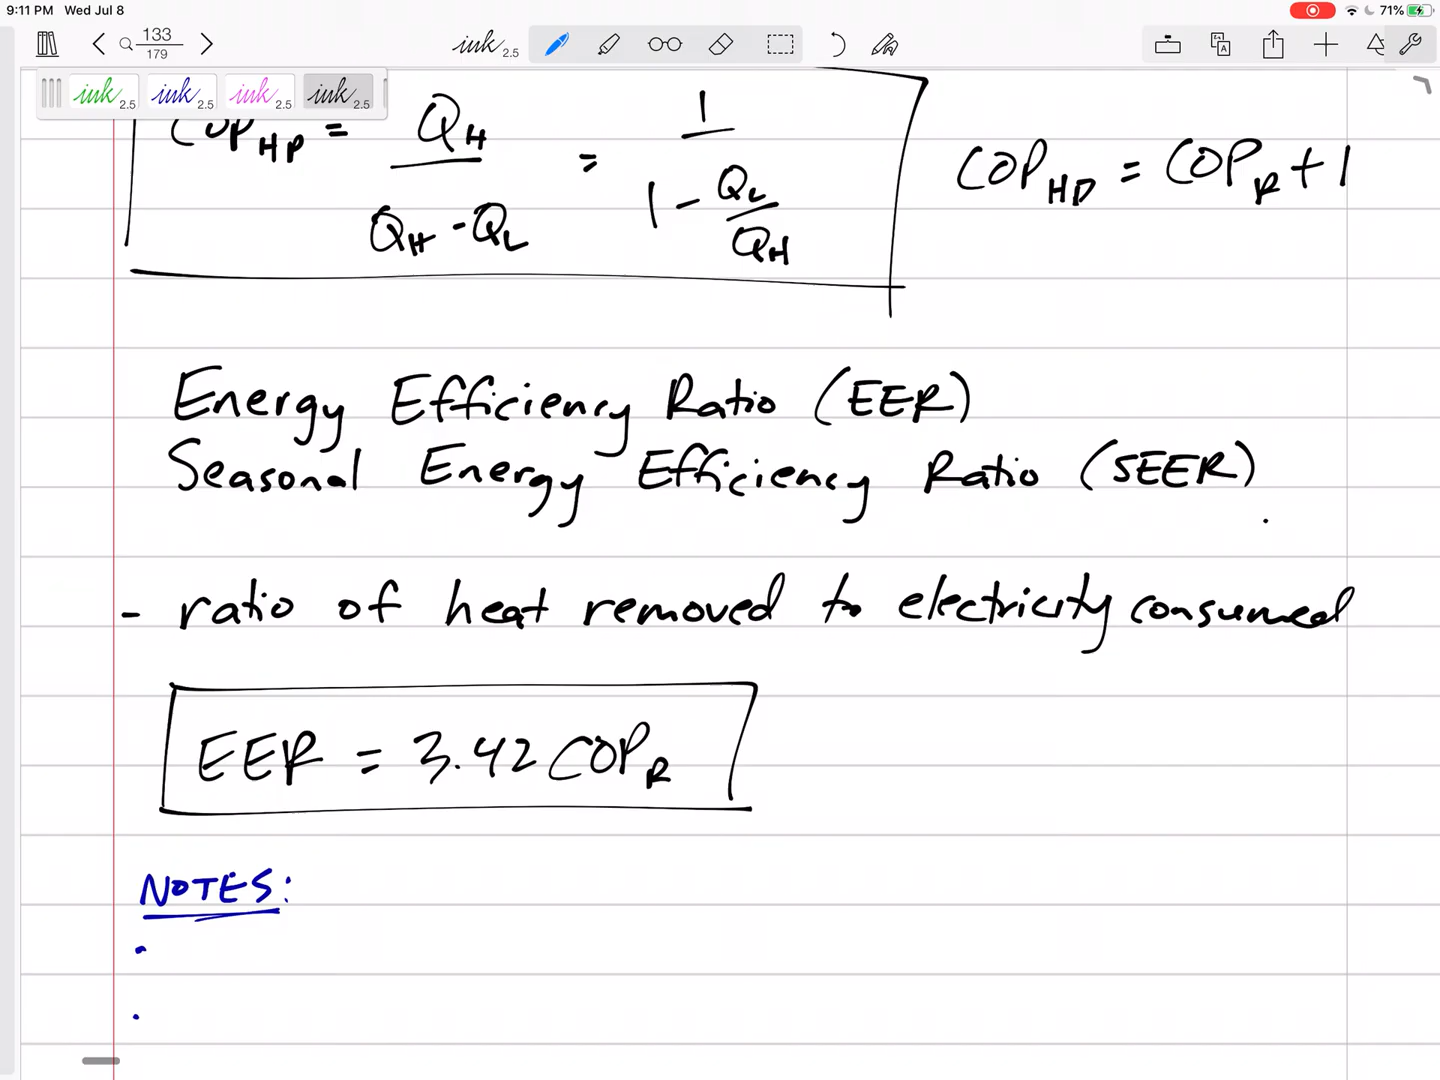 9:11 PM Wed Jul 8
71%
133
179
ink 2.5
ink 2.5 ink 2.5 ink 2.5 ink 2.5
COP_HP = Q_H / (Q_H - Q_L) = 1 / (1 - Q_L/Q_H)
COP_HP = COP_R + 1
Energy Efficiency Ratio (EER)
Seasonal Energy Efficiency Ratio (SEER)
- ratio of heat removed to electricity consumed
EER = 3.42 COP_R
NOTES:
•
•